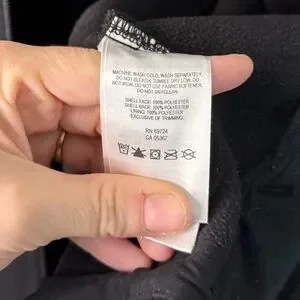 MACHINE WASH COLD, WASH SEPARATELY,
DO NOT BLEACH, TUMBLE DRY LOW, DO
NOT IRON, DO NOT USE FABRIC SOFTENER,
DO NOT DRYCLEAN.
SHELL FACE: 100% POLYESTER
SHELL BACK: 100% POLYESTER
LINING: 100% POLYESTER
EXCLUSIVE OF TRIMMING
RN 69724
CA 05367